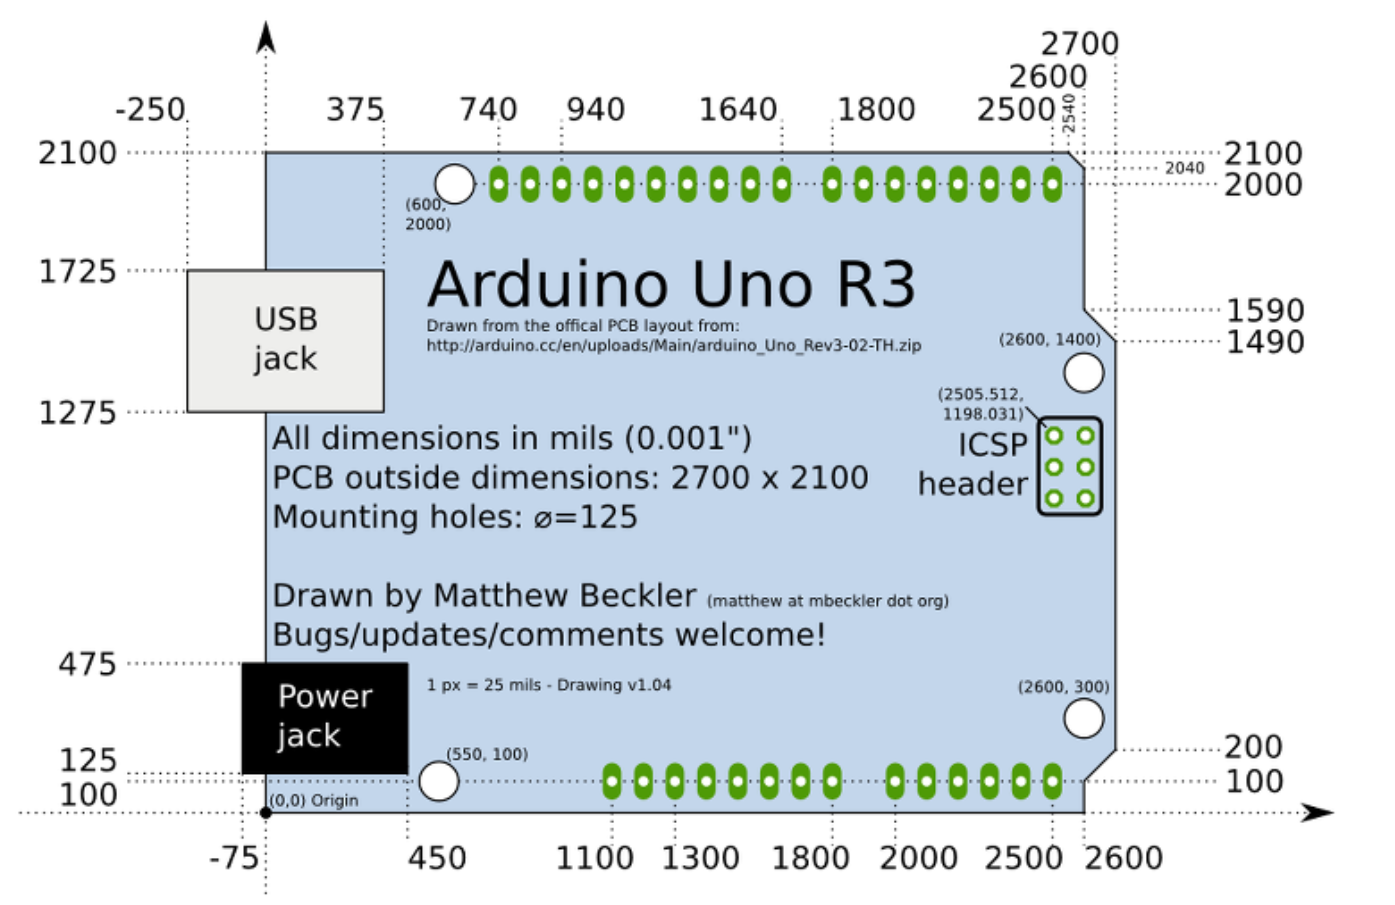 2700
2600
-250 375 740 940 1640 1800 2500 2540
2100 2100
2040
2000
(600,
2000)
1725
Arduino Uno R3
USB
jack
Drawn from the offical PCB layout from:
http://arduino.cc/en/uploads/Main/arduino_Uno_Rev3-02-TH.zip
1590
1490
(2600, 1400)
(2505.512,
1198.031)
1275
ICSP
header
All dimensions in mils (0.001")
PCB outside dimensions: 2700 x 2100
Mounting holes: ⌀=125
Drawn by Matthew Beckler (matthew at mbeckler dot org)
Bugs/updates/comments welcome!
475
Power
jack
1 px = 25 mils - Drawing v1.04
(2600, 300)
125
100
(550, 100)
200
100
(0,0) Origin
-75 450 1100 1300 1800 2000 2500 2600